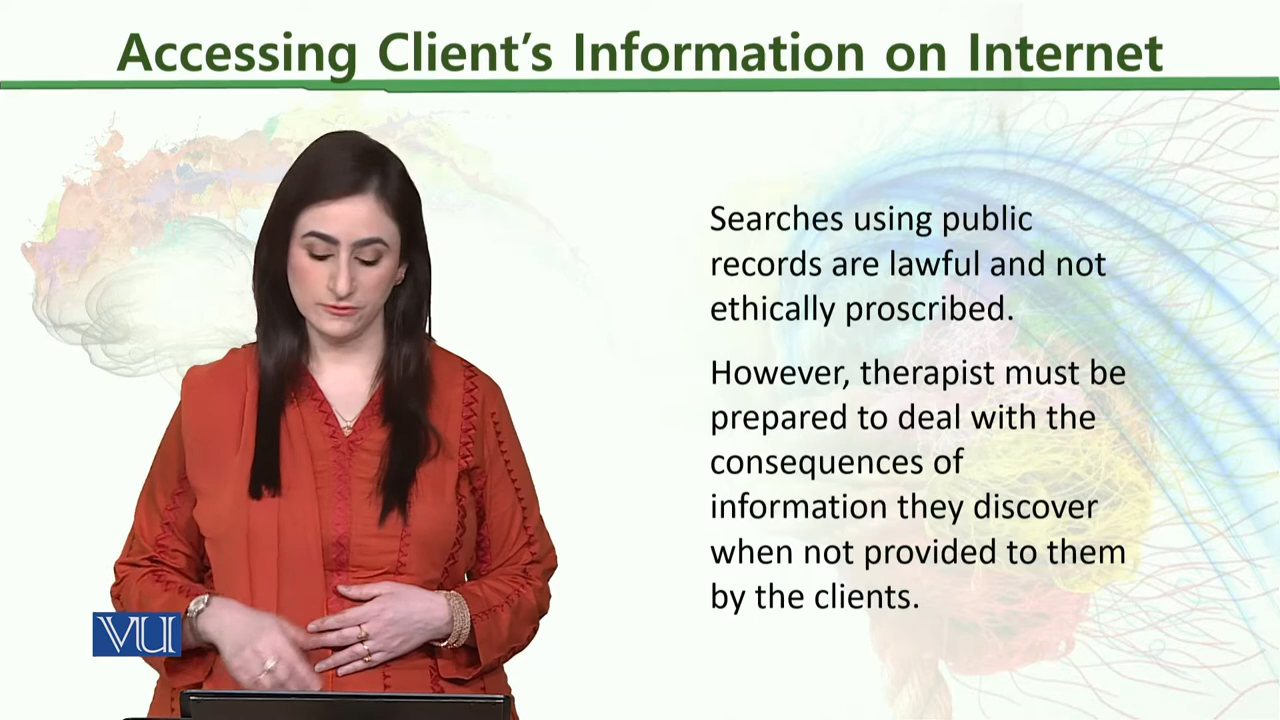 Accessing Client's Information on Internet
Searches using public
records are lawful and not
ethically proscribed.
However, therapist must be
prepared to deal with the
consequences of
information they discover
when not provided to them
by the clients.
VU